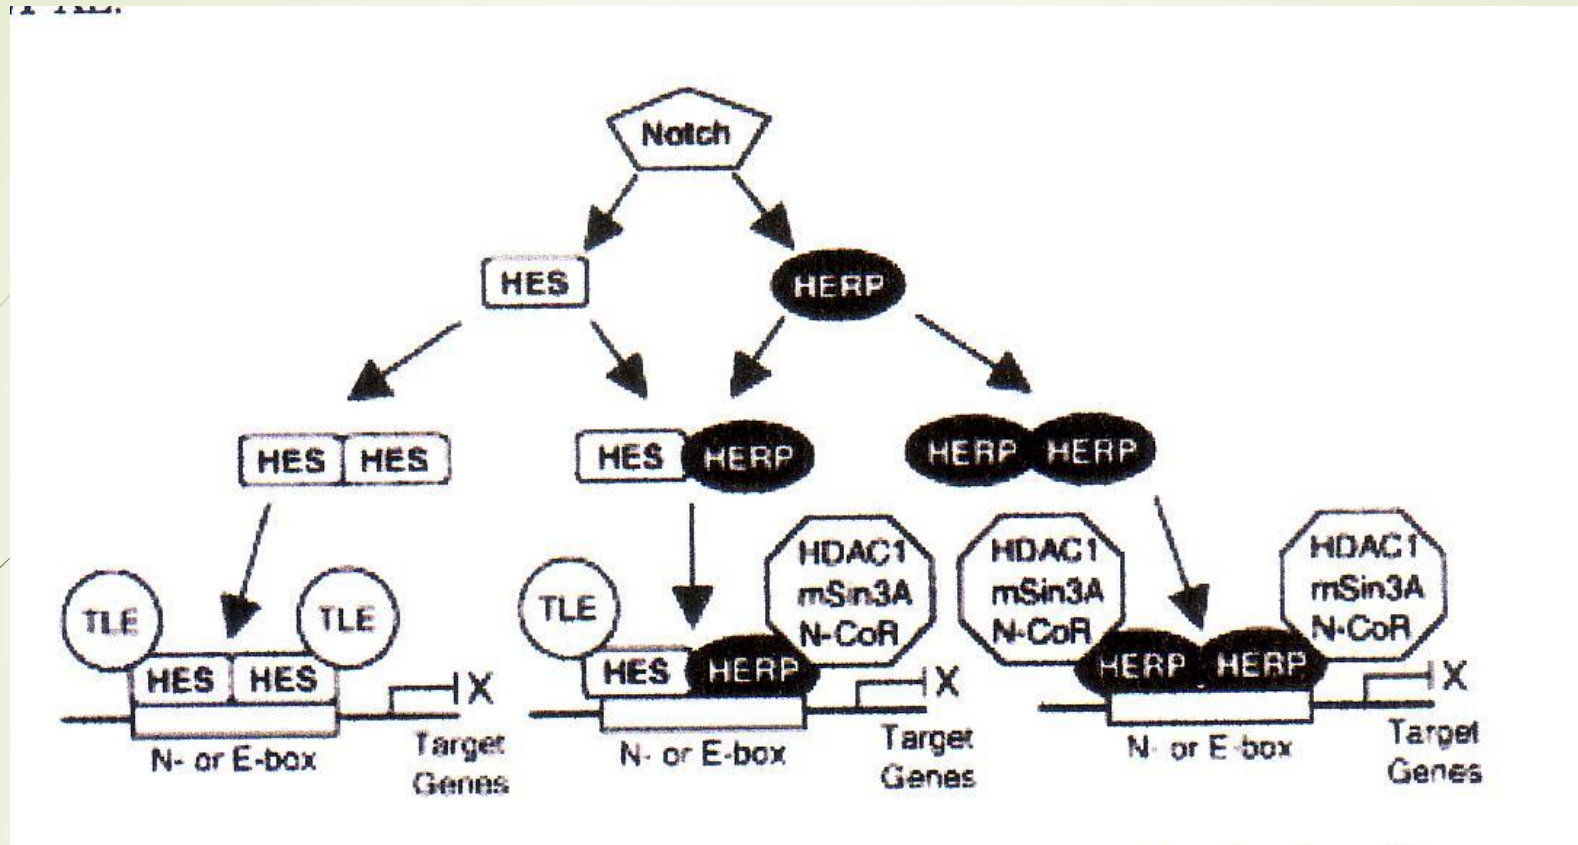 Notch
HES
HERP
HES HES
HES HERP
HERP HERP
TLE
TLE
HES HES
X
N- or E-box
Target
Genes
TLE
HDAC1
mSin3A
N-CoR
HES HERP
X
N- or E-box
Target
Genes
HDAC1
mSin3A
N-CoR
HDAC1
mSin3A
N-CoR
HERP HERP
X
N- or E-box
Target
Genes